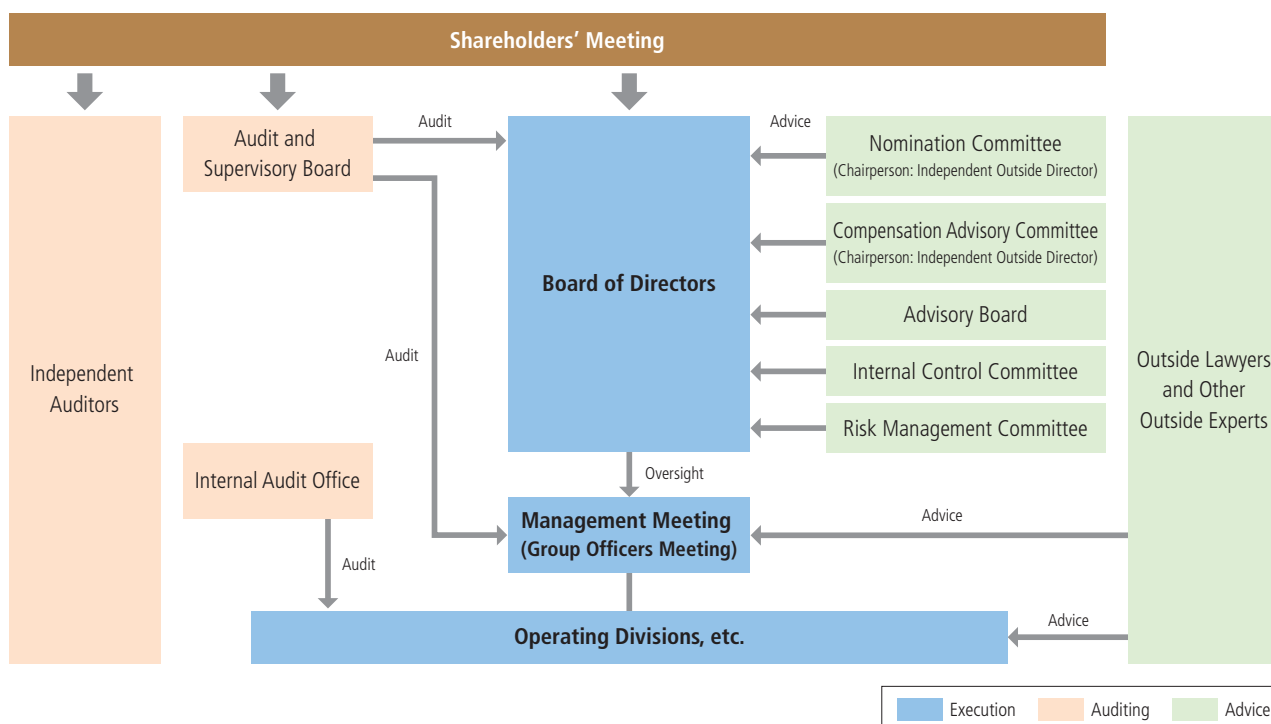 Shareholders’ Meeting
Independent
Auditors
Audit and
Supervisory Board
Audit
Audit
Internal Audit Office
Audit
Board of Directors
Oversight
Management Meeting
(Group Officers Meeting)
Operating Divisions, etc.
Advice
Nomination Committee
(Chairperson: Independent Outside Director)
Compensation Advisory Committee
(Chairperson: Independent Outside Director)
Advisory Board
Internal Control Committee
Risk Management Committee
Advice
Advice
Outside Lawyers
and Other
Outside Experts
Execution
Auditing
Advice